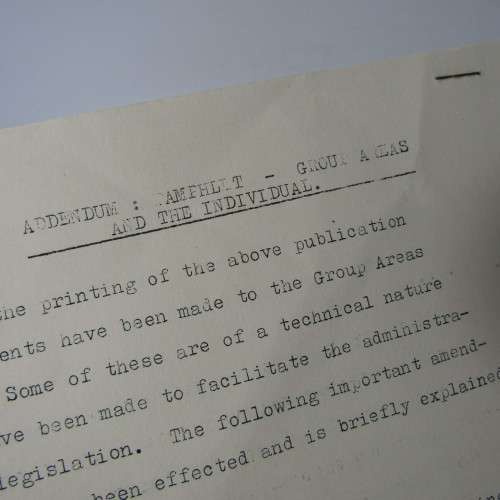 ADDENDUM : PAMPHLET - GROUP AREAS
AND THE INDIVIDUAL.
the printing of the above publication
ents have been made to the Group Areas
Some of these are of a technical nature
ve been made to facilitate the administra-
legislation. The following important amend-
been effected and is briefly explained